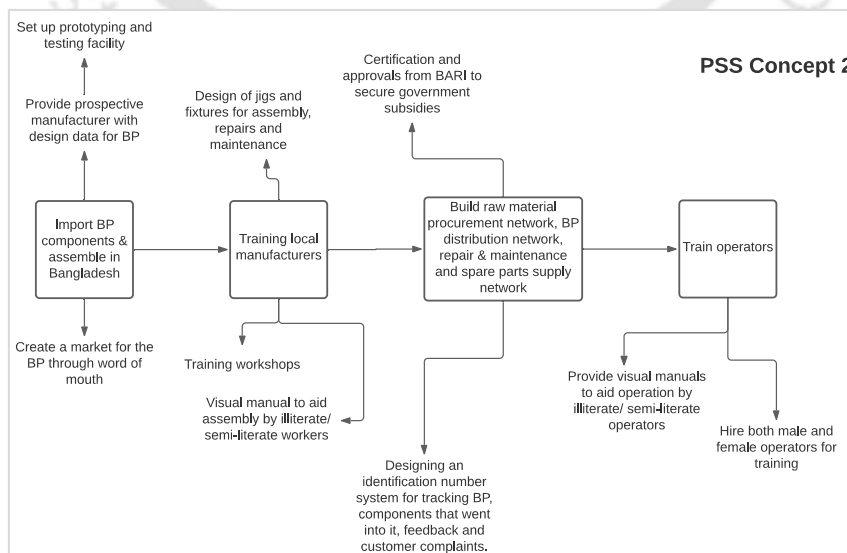 Set up prototyping and
testing facility
Provide prospective
manufacturer with
design data for BP
Import BP
components &
assemble in
Bangladesh
Create a market for the
BP through word of
mouth
Design of jigs and
fixtures for assembly,
repairs and
maintenance
Training local
manufacturers
Training workshops
Visual manual to aid
assembly by illiterate/
semi-literate workers
Certification and
approvals from BARI to
secure government
subsidies
Build raw material
procurement network, BP
distribution network,
repair & maintenance
and spare parts supply
network
Designing an
identification number
system for tracking BP,
components that went
into it, feedback and
customer complaints.
PSS Concept 2
Train operators
Provide visual manuals
to aid operation by
illiterate/ semi-literate
operators
Hire both male and
female operators for
training